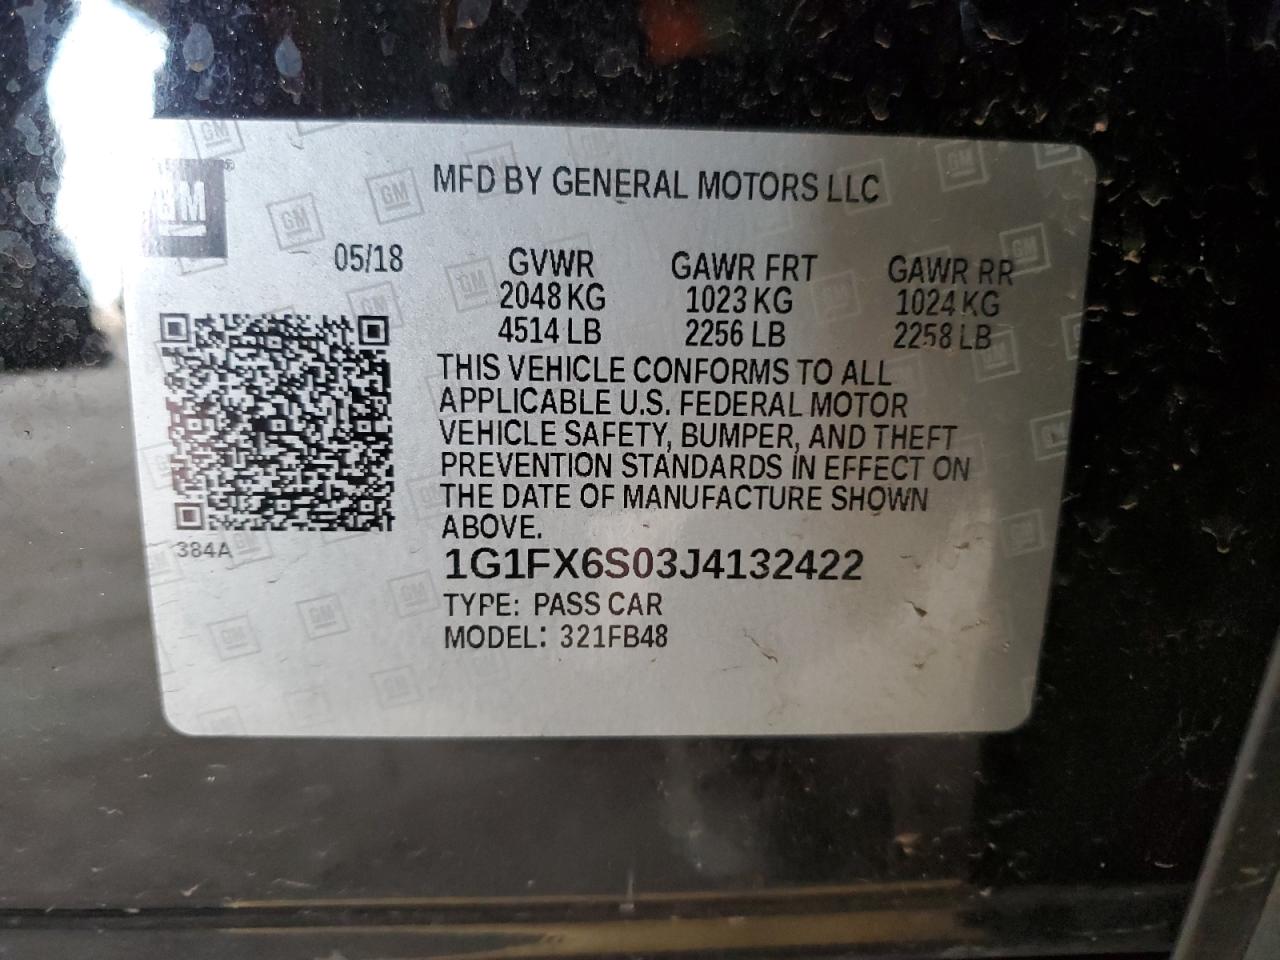 GM
MFD BY GENERAL MOTORS LLC
05/18 GVWR GAWR FRT GAWR RR
2048 KG 1023 KG 1024 KG
4514 LB 2256 LB 2258 LB
THIS VEHICLE CONFORMS TO ALL
APPLICABLE U.S. FEDERAL MOTOR
VEHICLE SAFETY, BUMPER, AND THEFT
PREVENTION STANDARDS IN EFFECT ON
THE DATE OF MANUFACTURE SHOWN
ABOVE.
384A
1G1FX6S03J4132422
TYPE: PASS CAR
MODEL: 321FB48